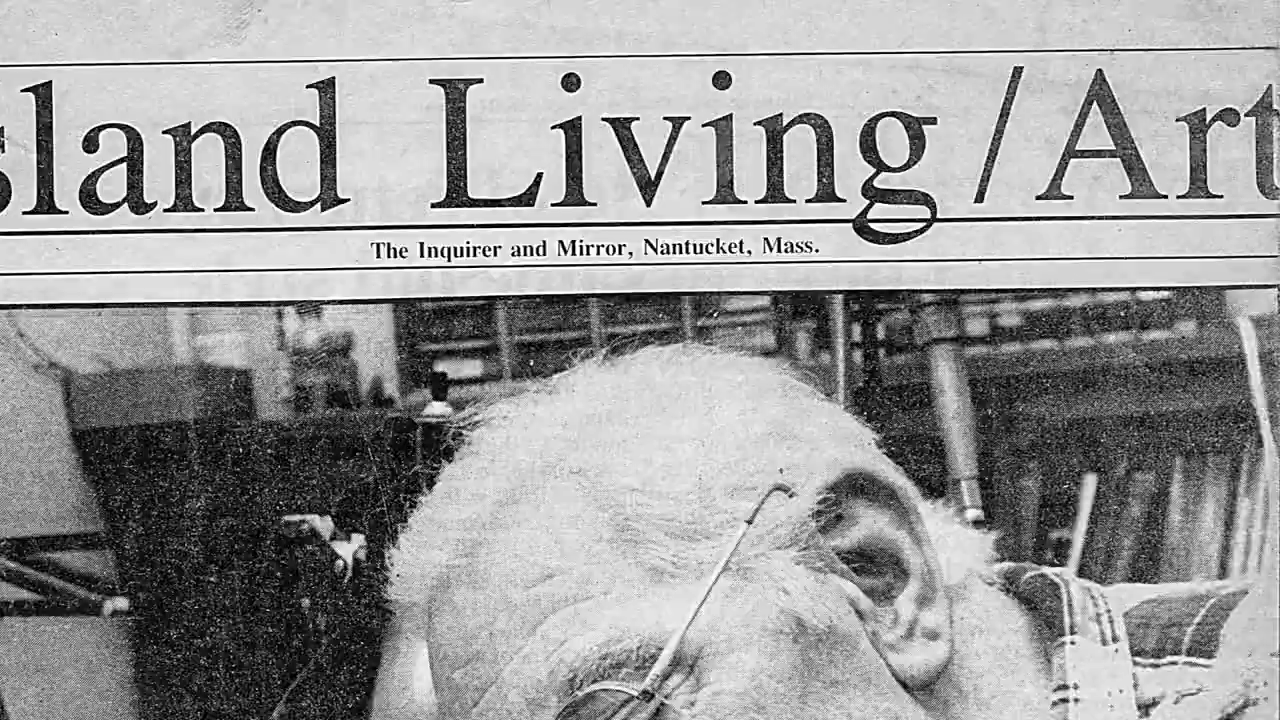 sland Living/Art
The Inquirer and Mirror, Nantucket, Mass.